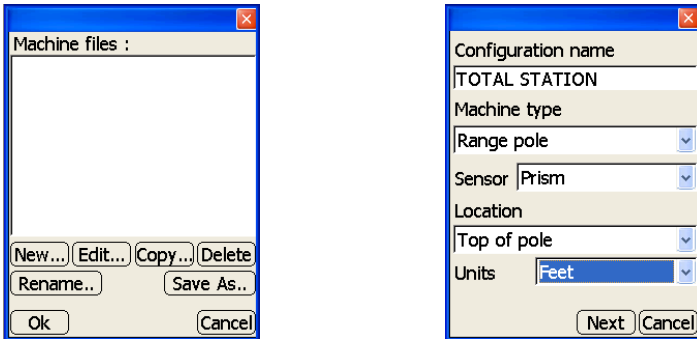 Machine files :
New... Edit... Copy... Delete
Rename.. Save As..
Ok Cancel
Configuration name
TOTAL STATION
Machine type
Range pole
Sensor Prism
Location
Top of pole
Units Feet
Next Cancel